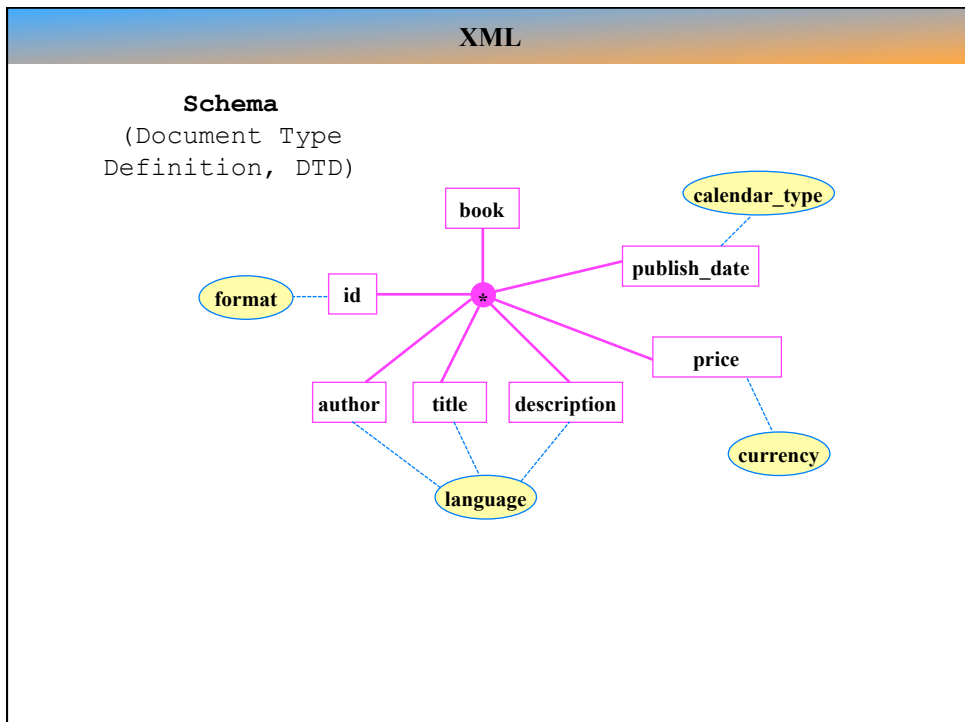 XML
Schema
(Document Type
Definition, DTD)
calendar_type
book
publish_date
format
id
*
price
author
title
description
currency
language